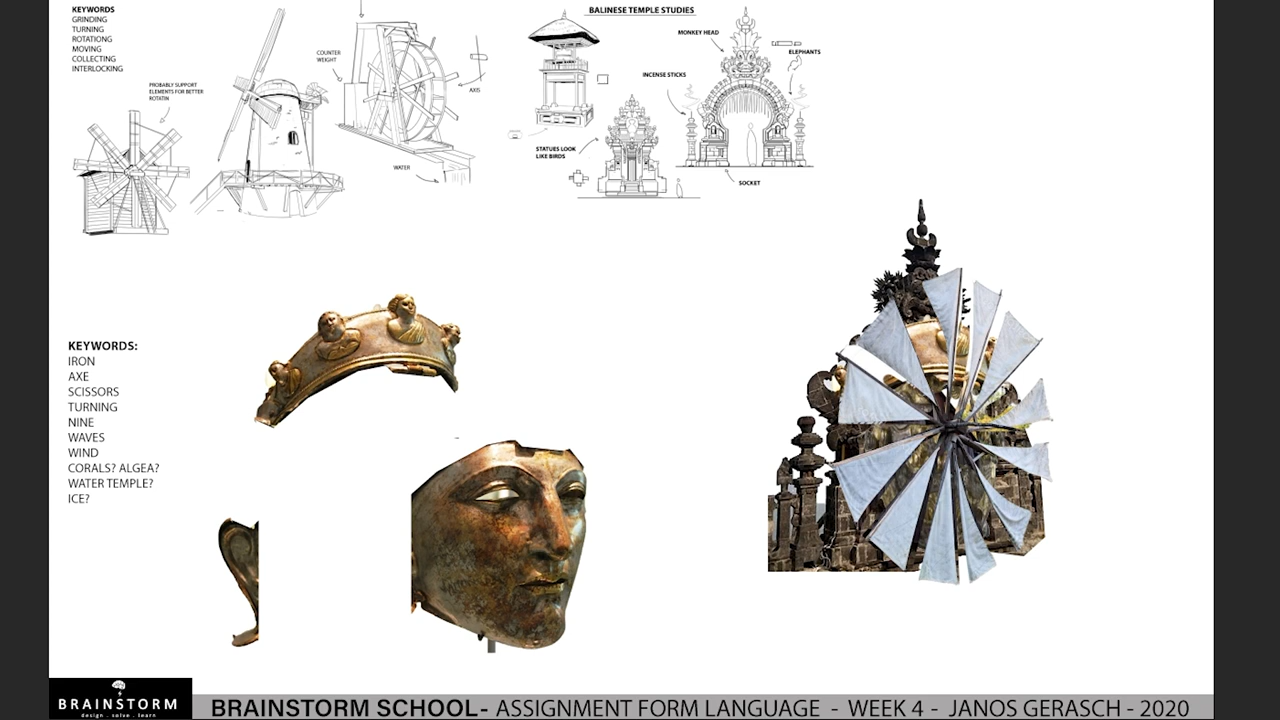 KEYWORDS
GRINDING
TURNING
ROTATIONG
MOVING
COLLECTING
INTERLOCKING
PROBABLY SUPPORT
ELEMENTS FOR BETTER
ROTATIN
COUNTER
WEIGHT
AXIS
WATER
BALINESE TEMPLE STUDIES
MONKEY HEAD
ELEPHANTS
INCENSE STICKS
STATUES LOOK
LIKE BIRDS
SOCKET
KEYWORDS:
IRON
AXE
SCISSORS
TURNING
NINE
WAVES
WIND
CORALS? ALGEA?
WATER TEMPLE?
ICE?
BRAINSTORM
design . solve . learn
BRAINSTORM SCHOOL- ASSIGNMENT FORM LANGUAGE - WEEK 4 - JANOS GERASCH - 2020